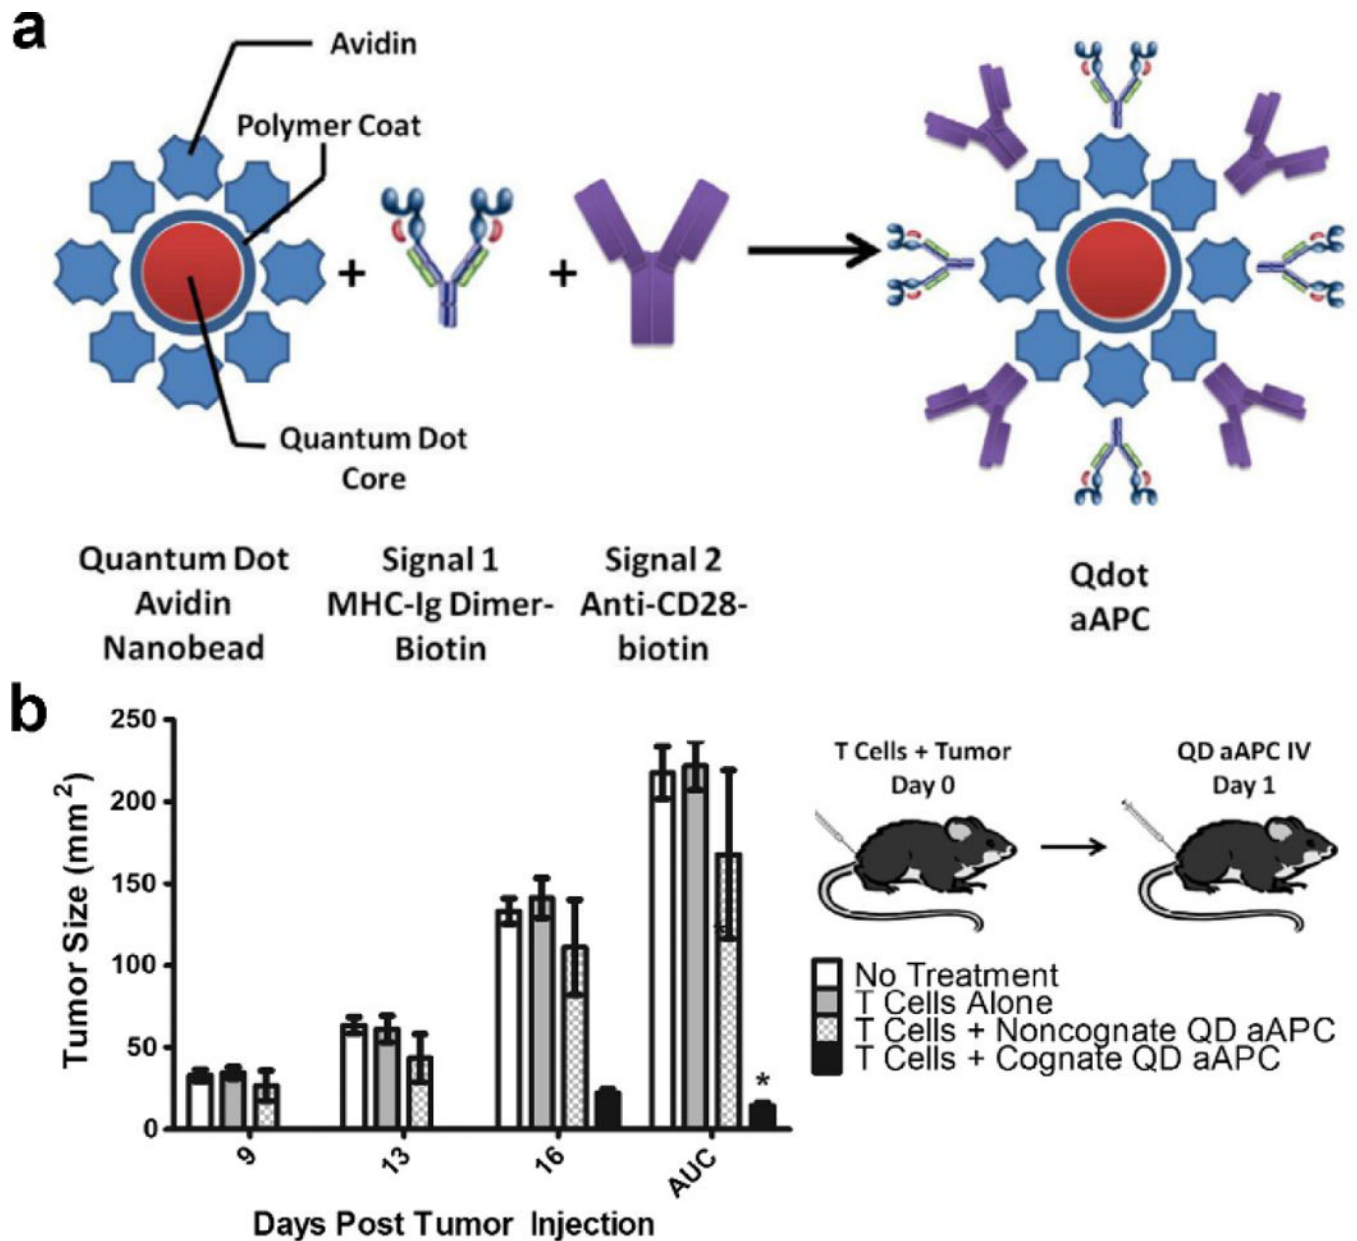 a
Avidin
Polymer Coat
+
+
Quantum Dot
Core
Quantum Dot
Avidin
Nanobead
Signal 1
MHC-Ig Dimer-
Biotin
Signal 2
Anti-CD28-
biotin
Qdot
aAPC
b
Tumor Size (mm²)
250
200
150
100
50
0
9
13
16
AUC
*
Days Post Tumor Injection
T Cells + Tumor
Day 0
QD aAPC IV
Day 1
No Treatment
T Cells Alone
T Cells + Noncognate QD aAPC
T Cells + Cognate QD aAPC